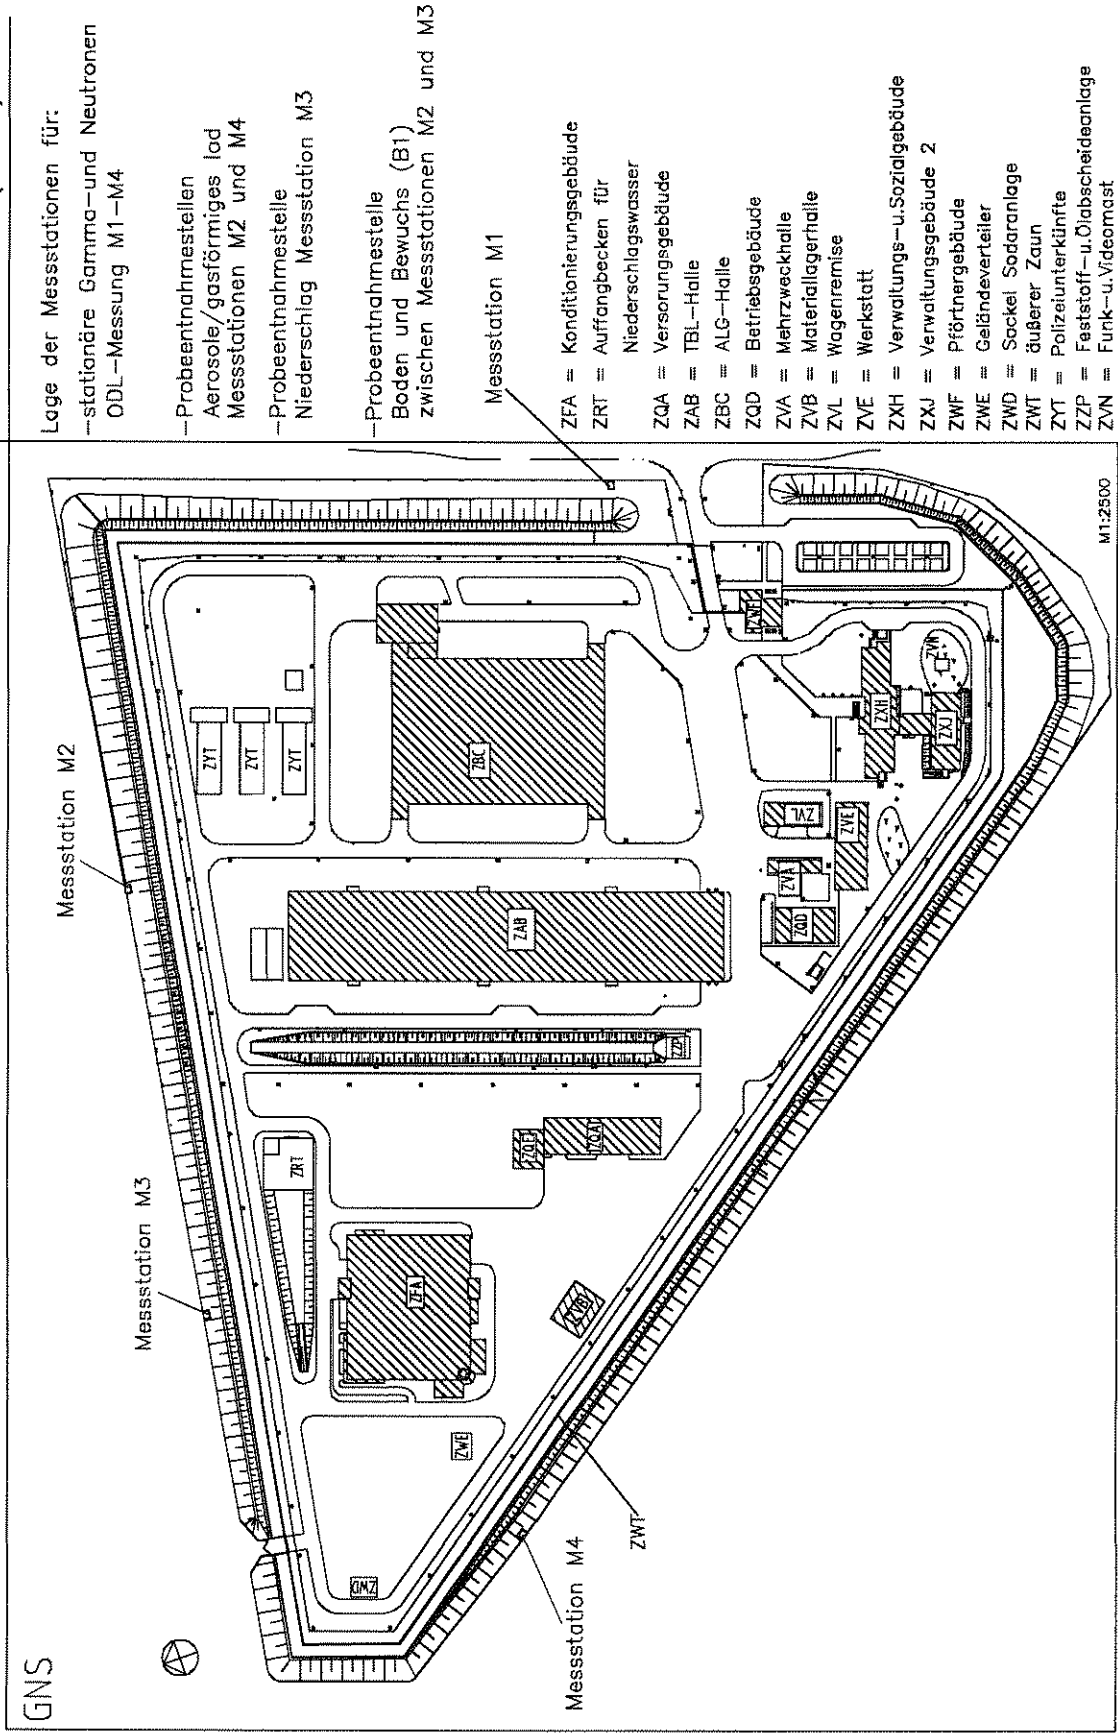 GNS
Messstation M4
ZWT
Messstation M3
Messstation M2
ZWD
ZWE
ZFA
ZRT
ZVB
ZQA
ZZP
ZAB
ZBC
ZYT
ZYT
ZYT
ZQD
ZVA
ZVL
ZVE
ZXH
ZXJ
ZVN
ZWF
M1:2500
Lage der Messstationen für:
-stationäre Gamma-und Neutronen
ODL-Messung M1-M4
-Probeentnahmestellen
Aerosole/gasförmiges Iod
Messstationen M2 und M4
-Probeentnahmestelle
Niederschlag Messstation M3
-Probeentnahmestelle
Boden und Bewuchs (B1)
zwischen Messstationen M2 und M3
Messstation M1
ZFA = Konditionierungsgebäude
ZRT = Auffangbecken für
Niederschlagswasser
ZQA = Versorungsgebäude
ZAB = TBL-Halle
ZBC = ALG-Halle
ZQD = Betriebsgebäude
ZVA = Mehrzweckhalle
ZVB = Materiallagerhalle
ZVL = Wagenremise
ZVE = Werkstatt
ZXH = Verwaltungs-u.Sozialgebäude
ZXJ = Verwaltungsgebäude 2
ZWF = Pförtnergebäude
ZWE = Geländeverteiler
ZWD = Sockel Sodaranlage
ZWT = äußerer Zaun
ZYT = Polizeiunterkünfte
ZZP = Feststoff-u.Ölabscheideanlage
ZVN = Funk-u.Videomast